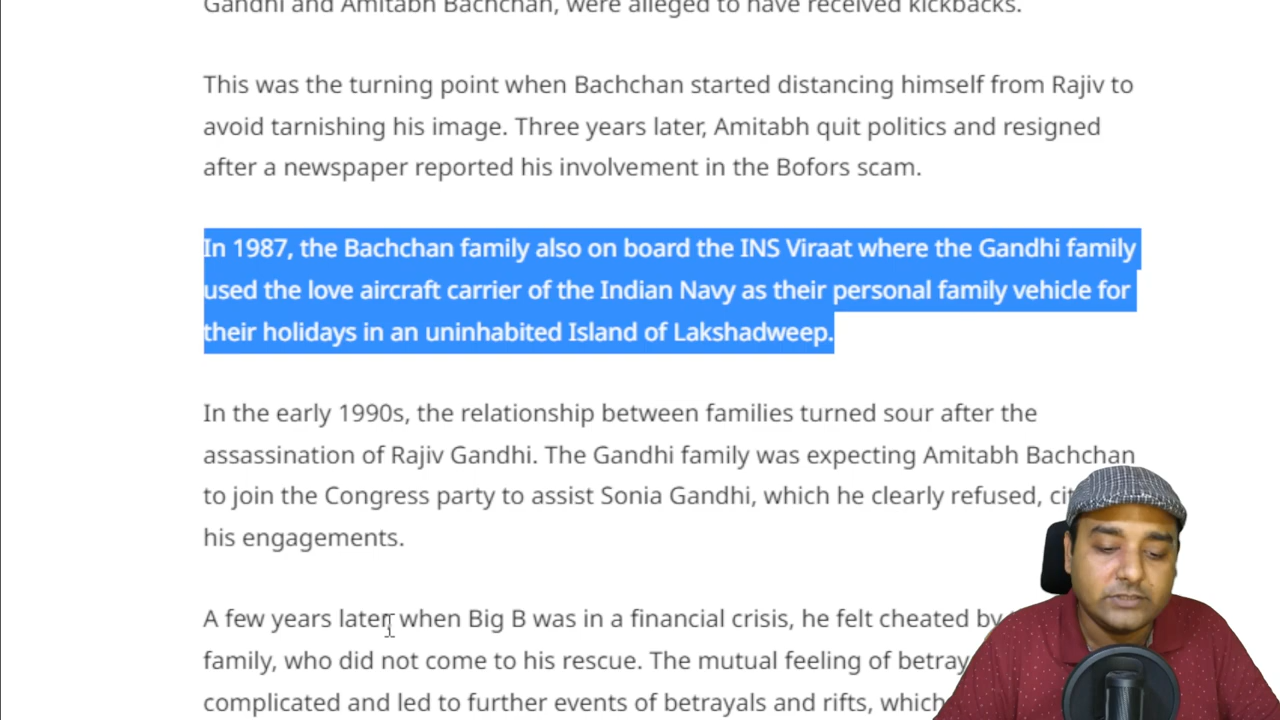 Gandhi and Amitabh Bachchan, were alleged to have received kickbacks.
This was the turning point when Bachchan started distancing himself from Rajiv to
avoid tarnishing his image. Three years later, Amitabh quit politics and resigned
after a newspaper reported his involvement in the Bofors scam.
In 1987, the Bachchan family also on board the INS Viraat where the Gandhi family
used the love aircraft carrier of the Indian Navy as their personal family vehicle for
their holidays in an uninhabited Island of Lakshadweep.
In the early 1990s, the relationship between families turned sour after the
assassination of Rajiv Gandhi. The Gandhi family was expecting Amitabh Bachchan
to join the Congress party to assist Sonia Gandhi, which he clearly refused,
his engagements.
A few years later when Big B was in a financial crisis, he felt cheated by
family, who did not come to his rescue. The mutual feeling of
complicated and led to further events of betrayals and rifts, which